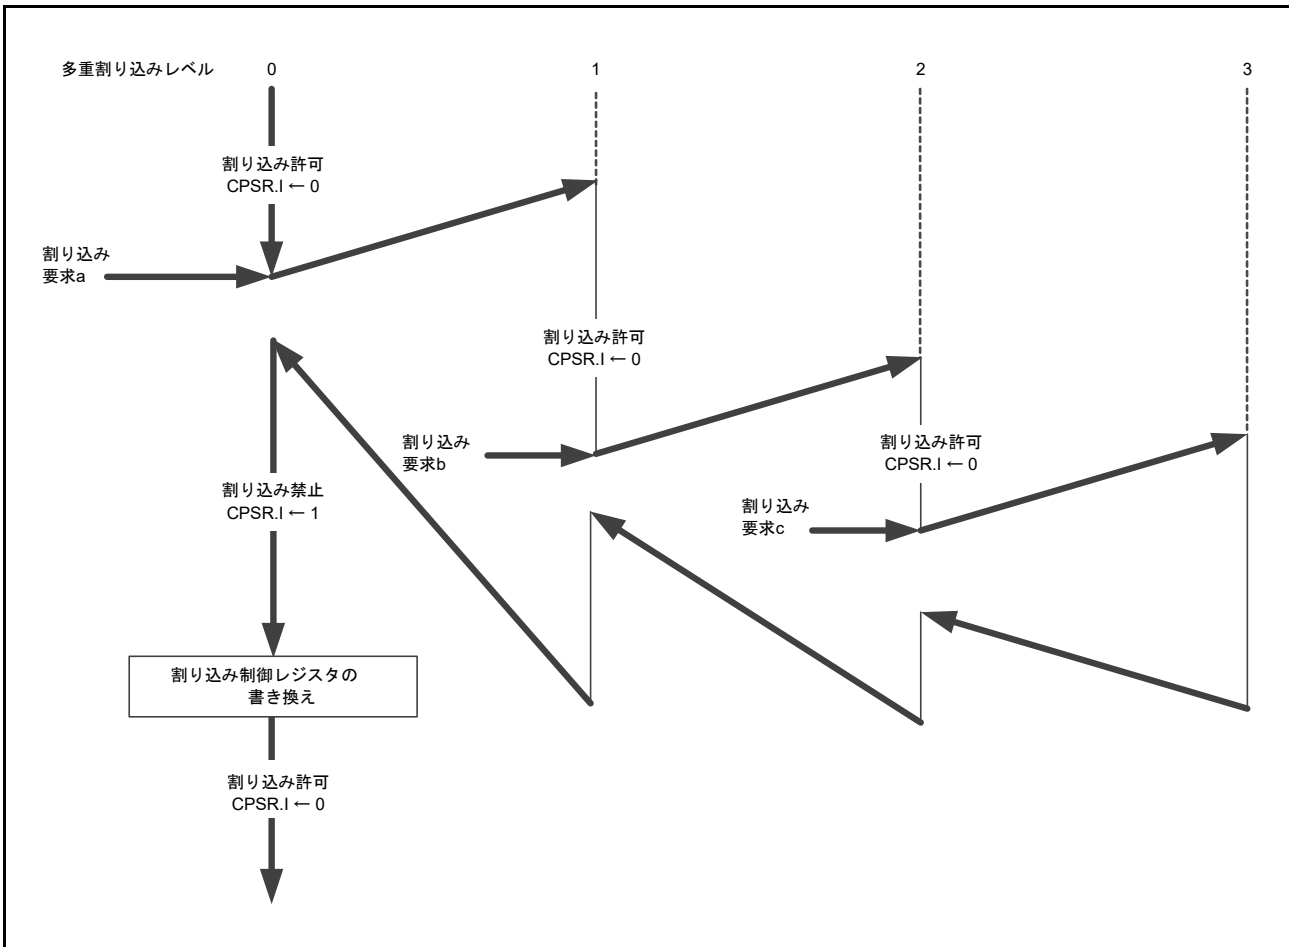 多重割り込みレベル 0 1 2 3
割り込み許可
CPSR.I ← 0
割り込み
要求a
割り込み許可
CPSR.I ← 0
割り込み
要求b
割り込み許可
CPSR.I ← 0
割り込み禁止
CPSR.I ← 1
割り込み
要求c
割り込み制御レジスタの
書き換え
割り込み許可
CPSR.I ← 0